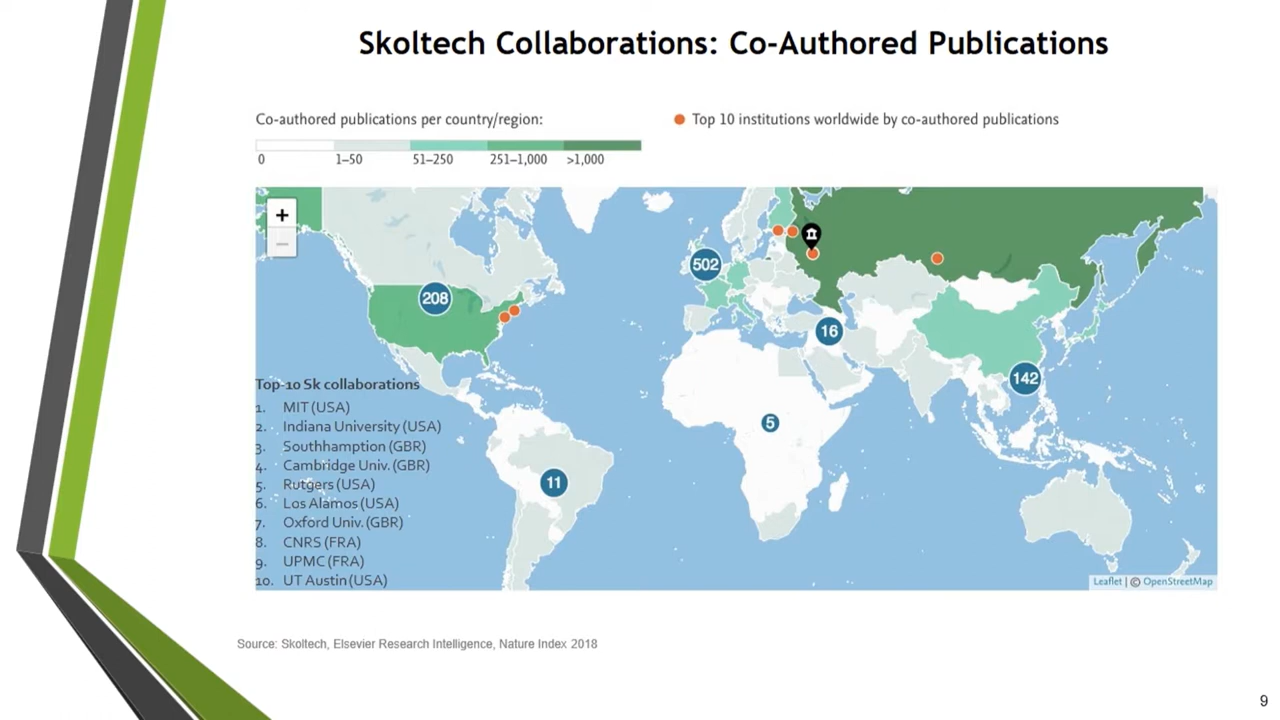 Skoltech Collaborations: Co-Authored Publications
Co-authored publications per country/region:
Top 10 institutions worldwide by co-authored publications
0 1–50 51–250 251–1,000 >1,000
+
−
502
208
16
142
5
11
Top-10 Sk collaborations
1. MIT (USA)
2. Indiana University (USA)
3. Southhamption (GBR)
4. Cambridge Univ. (GBR)
5. Rutgers (USA)
6. Los Alamos (USA)
7. Oxford Univ. (GBR)
8. CNRS (FRA)
9. UPMC (FRA)
10. UT Austin (USA)
Leaflet | © OpenStreetMap
Source: Skoltech, Elsevier Research Intelligence, Nature Index 2018
9